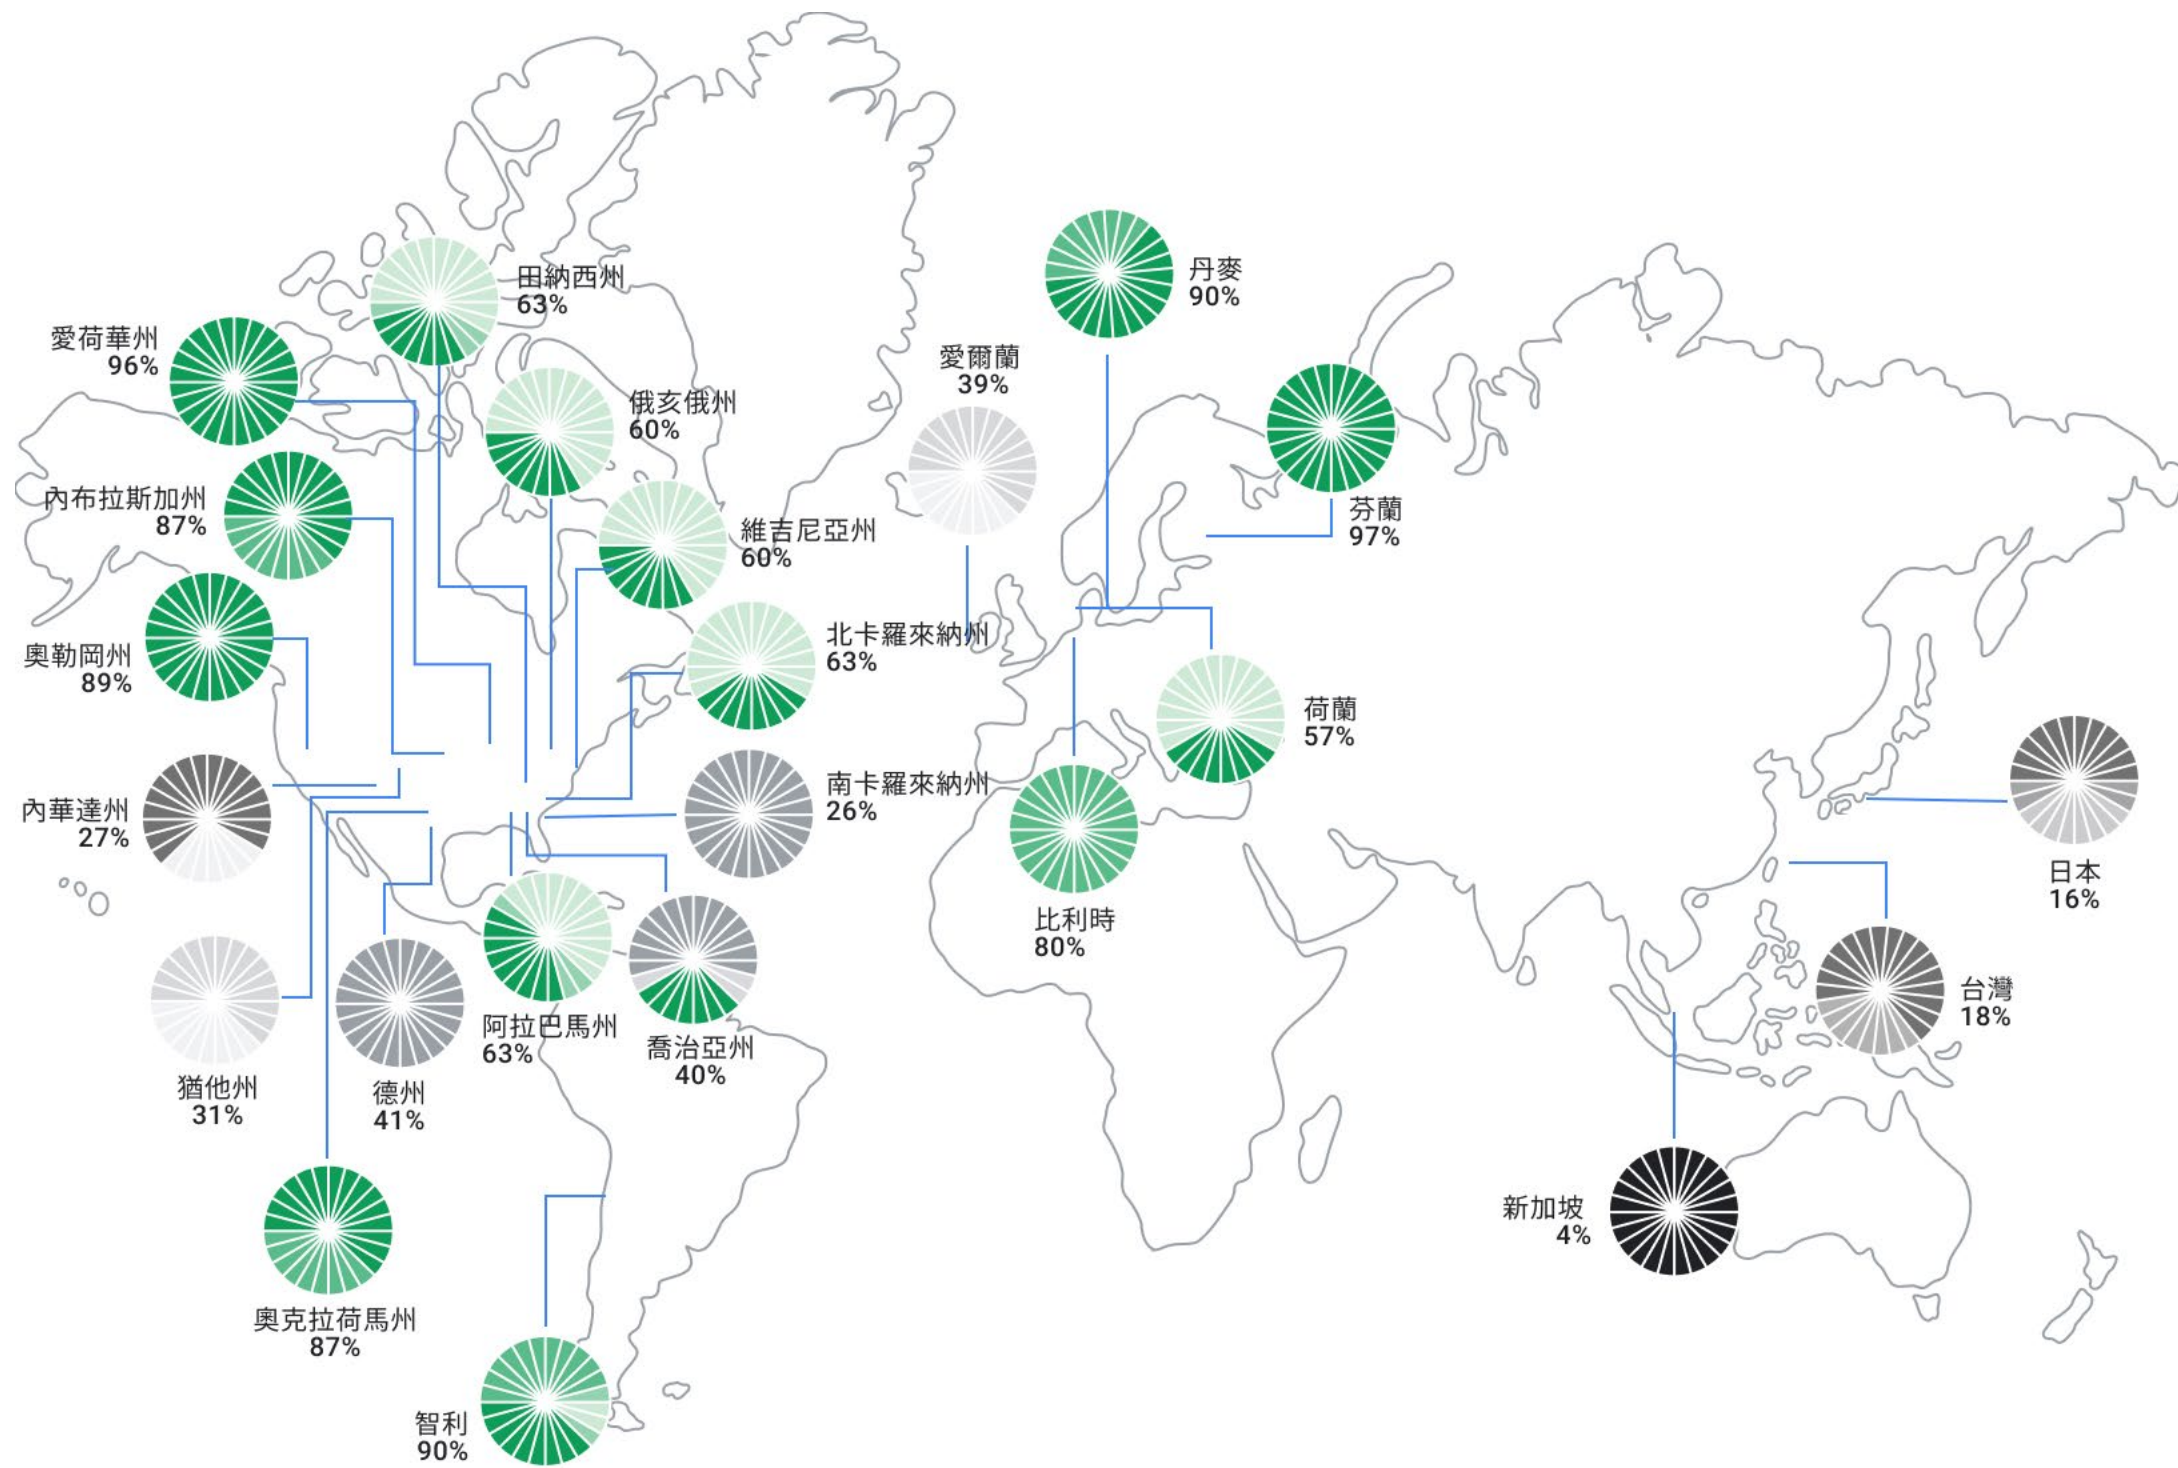 田納西州
63%
丹麥
90%
愛荷華州
96%
愛爾蘭
39%
俄亥俄州
60%
內布拉斯加州
87%
芬蘭
97%
維吉尼亞州
60%
奧勒岡州
89%
北卡羅來納州
63%
荷蘭
57%
內華達州
27%
南卡羅來納州
26%
日本
16%
比利時
80%
台灣
18%
阿拉巴馬州
63%
喬治亞州
40%
猶他州
31%
德州
41%
新加坡
4%
奧克拉荷馬州
87%
智利
90%